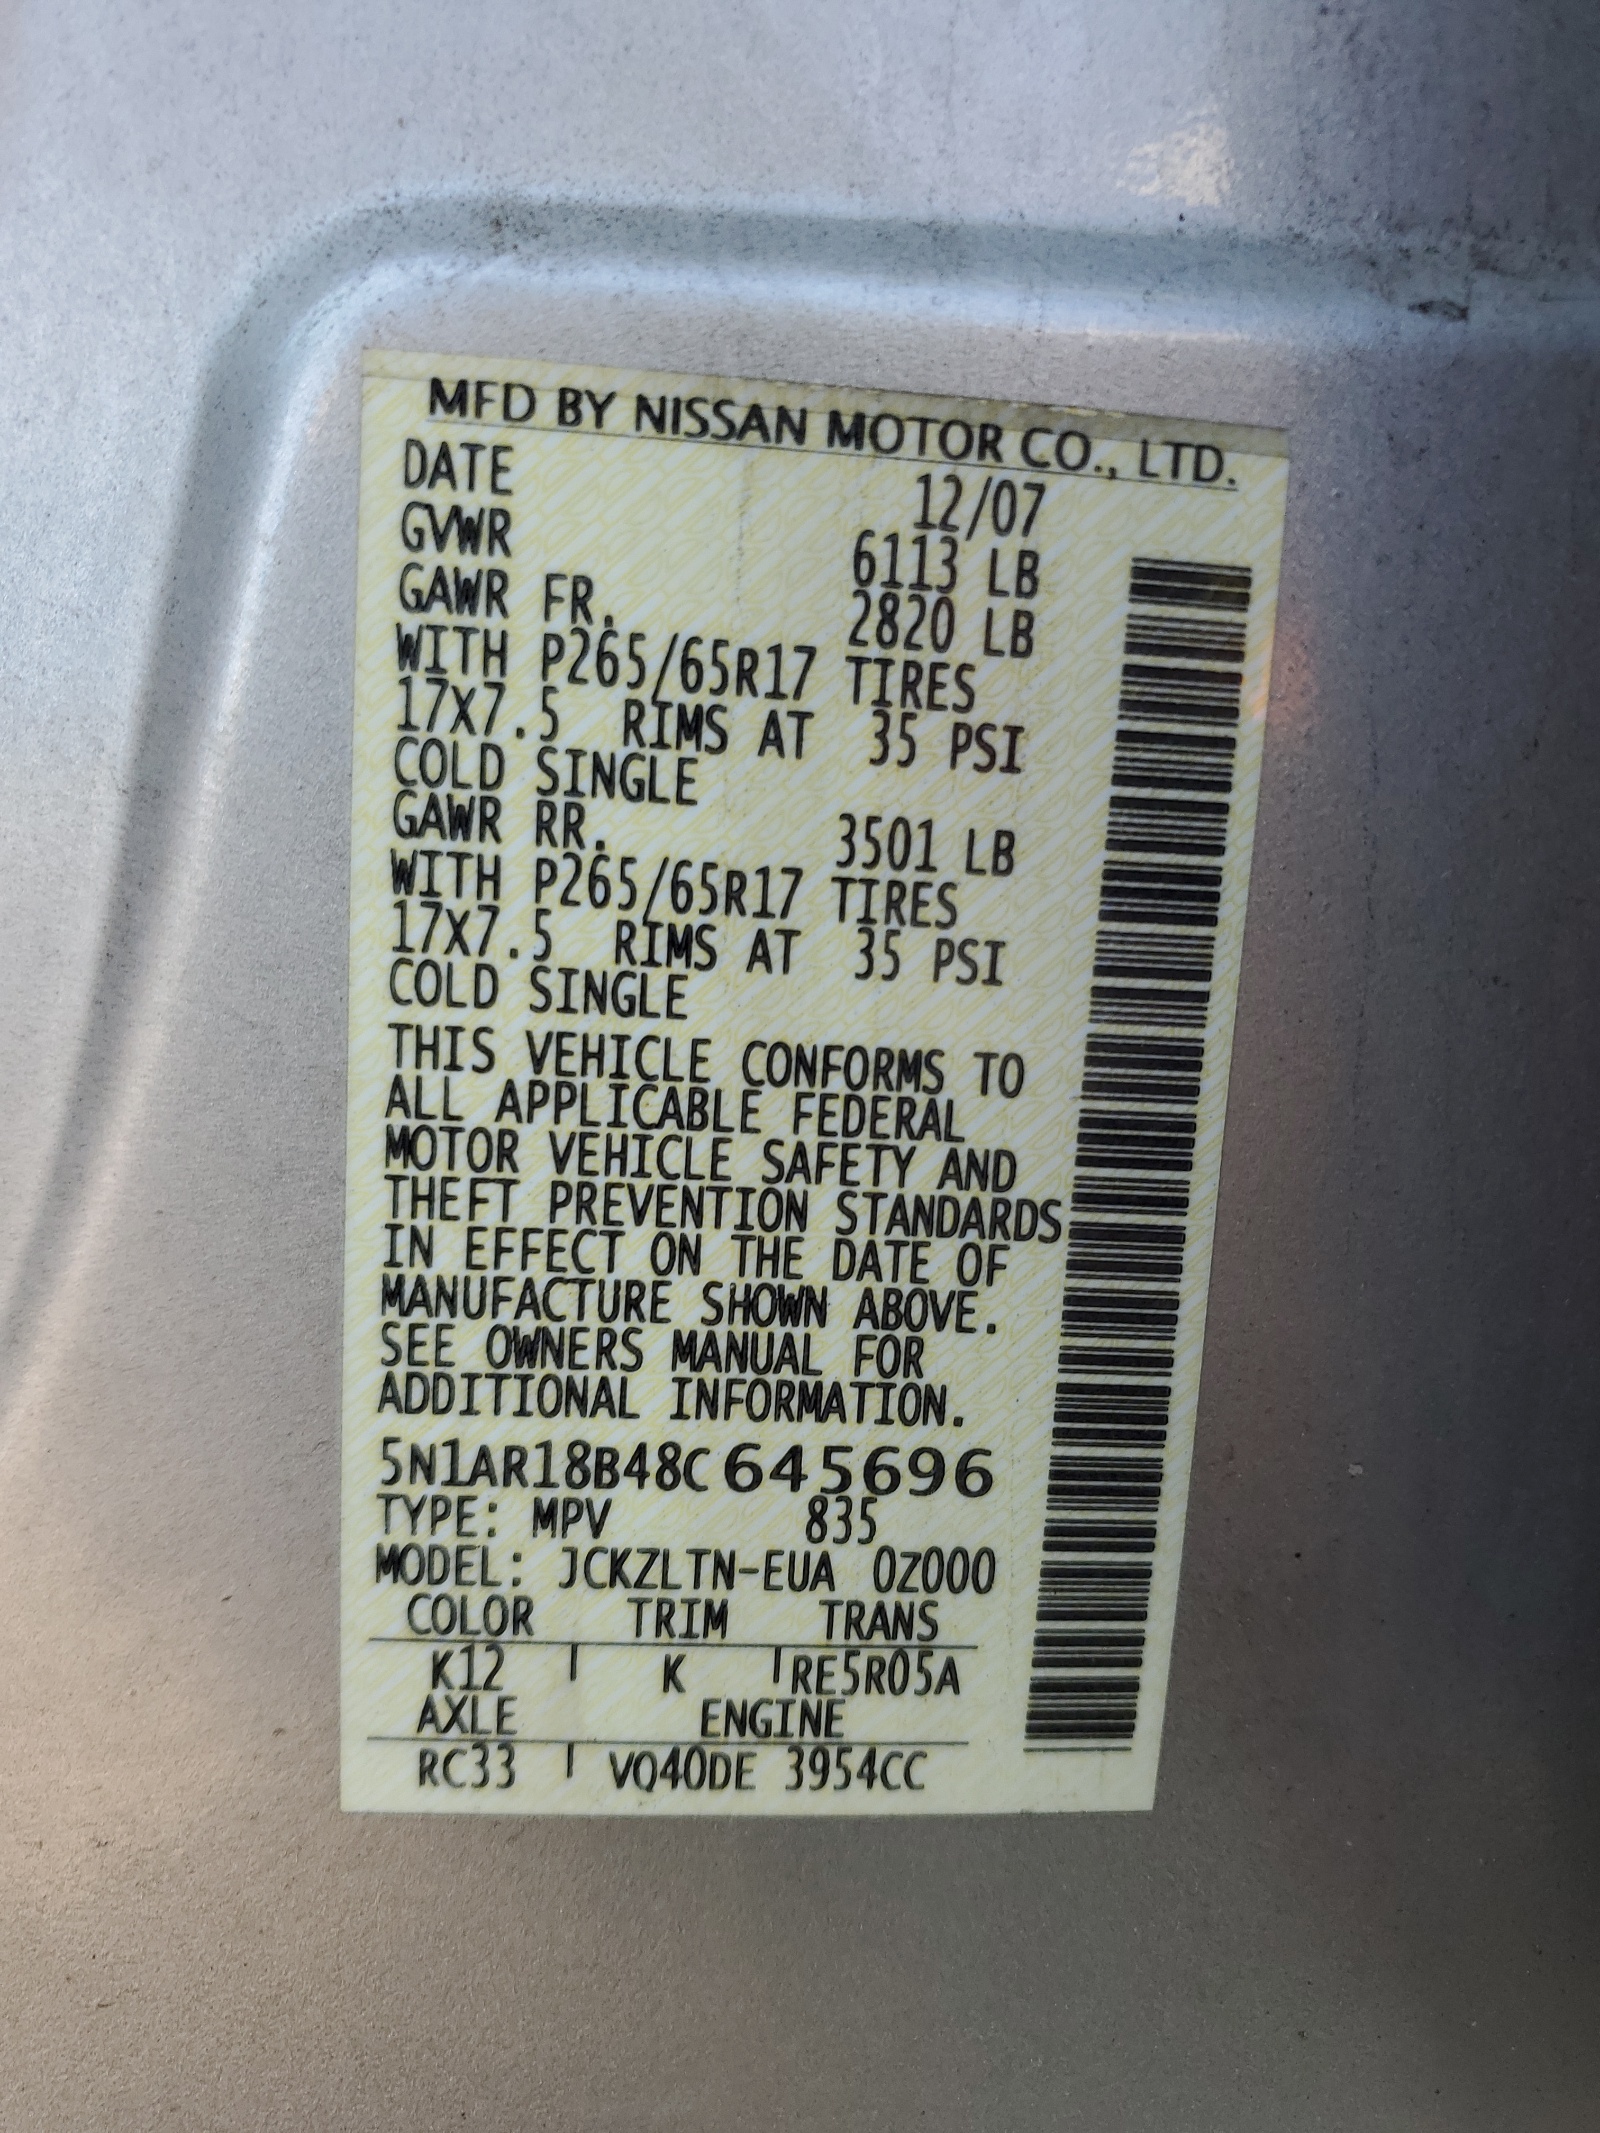 MFD BY NISSAN MOTOR CO., LTD.
DATE 12/07
GVWR 6113 LB
GAWR FR. 2820 LB
WITH P265/65R17 TIRES
17X7.5 RIMS AT 35 PSI
COLD SINGLE
GAWR RR. 3501 LB
WITH P265/65R17 TIRES
17X7.5 RIMS AT 35 PSI
COLD SINGLE
THIS VEHICLE CONFORMS TO
ALL APPLICABLE FEDERAL
MOTOR VEHICLE SAFETY AND
THEFT PREVENTION STANDARDS
IN EFFECT ON THE DATE OF
MANUFACTURE SHOWN ABOVE.
SEE OWNERS MANUAL FOR
ADDITIONAL INFORMATION.
5N1AR18B48C645696
TYPE: MPV 835
MODEL: JCKZLTN-EUA 0Z000
COLOR TRIM TRANS
K12 K RE5R05A
AXLE ENGINE
RC33 VQ40DE 3954CC